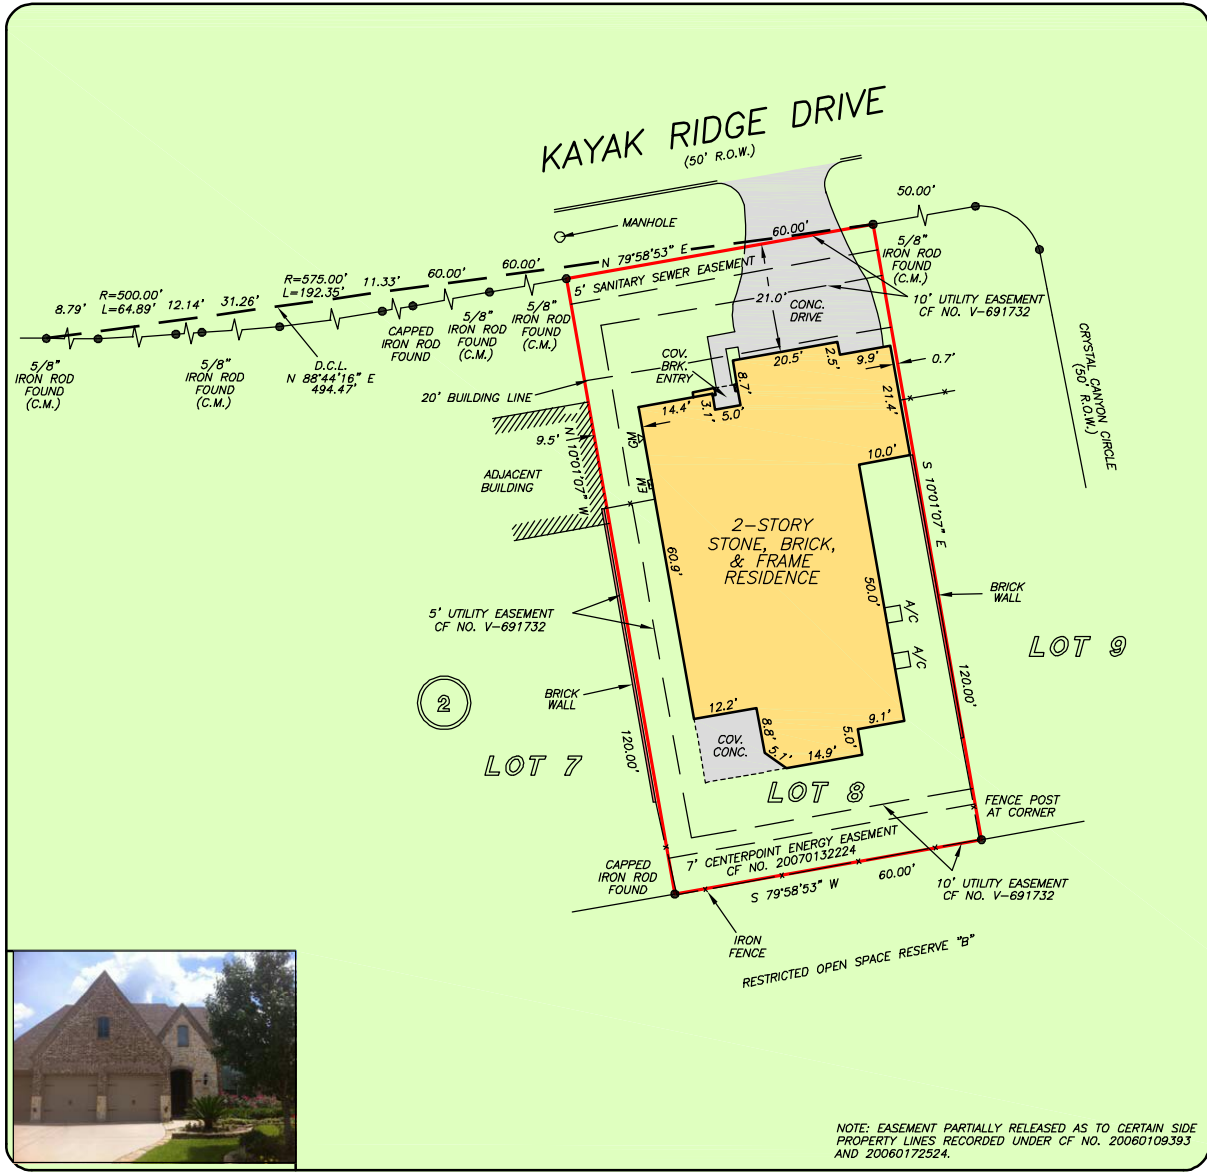 KAYAK RIDGE DRIVE
(50' R.O.W.)
MANHOLE
50.00'
60.00'
N 79°58'53" E
5' SANITARY SEWER EASEMENT
5/8"
IRON ROD
FOUND
(C.M.)
10' UTILITY EASEMENT
CF NO. V-691732
8.79'
R=500.00'
L=64.89'
12.14'
31.26'
R=575.00'
L=192.35'
11.33'
60.00'
60.00'
5/8"
IRON ROD
FOUND
(C.M.)
5/8"
IRON ROD
FOUND
(C.M.)
D.C.L.
N 88°44'16" E
494.47'
CAPPED
IRON ROD
FOUND
5/8"
IRON ROD
FOUND
(C.M.)
5/8"
IRON ROD
FOUND
(C.M.)
21.0'
CONC.
DRIVE
CRYSTAL CANYON CIRCLE
(50' R.O.W.)
20' BUILDING LINE
COV.
BRK.
ENTRY
20.5'
2.5'
9.9'
0.7'
8.7'
14.4'
3.1'
5.0'
21.4'
9.5'
N 10°01'07" W
GM
EM
ADJACENT
BUILDING
10.0'
S 10°01'07" E
2-STORY
STONE, BRICK,
& FRAME
RESIDENCE
60.9'
50.0'
A/C
A/C
BRICK
WALL
5' UTILITY EASEMENT
CF NO. V-691732
LOT 9
2
BRICK
WALL
120.00'
120.00'
LOT 7
12.2'
8.8'
5.1'
14.9'
5.0'
9.1'
COV.
CONC.
LOT 8
FENCE POST
AT CORNER
7' CENTERPOINT ENERGY EASEMENT
CF NO. 20070132224
CAPPED
IRON ROD
FOUND
S 79°58'53" W
60.00'
10' UTILITY EASEMENT
CF NO. V-691732
IRON
FENCE
RESTRICTED OPEN SPACE RESERVE "B"
NOTE: EASEMENT PARTIALLY RELEASED AS TO CERTAIN SIDE
PROPERTY LINES RECORDED UNDER CF NO. 20060109393
AND 20060172524.